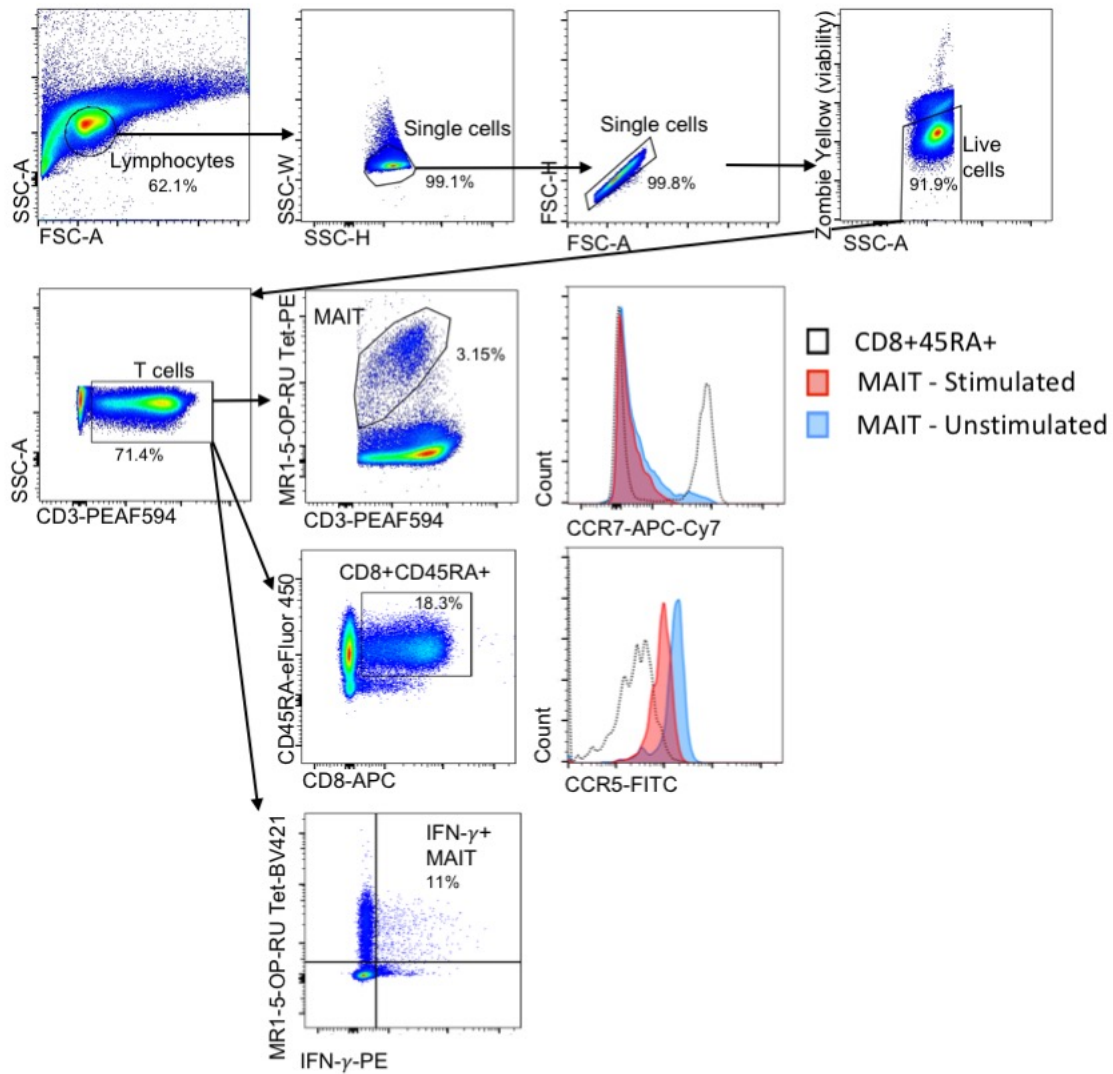 SSC-A
Lymphocytes
62.1%
FSC-A
SSC-W
Single cells
99.1%
SSC-H
FSC-H
Single cells
99.8%
FSC-A
Zombie Yellow (viability)
Live
cells
91.9%
SSC-A
SSC-A
T cells
71.4%
CD3-PEAF594
MR1-5-OP-RU Tet-PE
MAIT
3.15%
CD3-PEAF594
Count
CCR7-APC-Cy7
CD8+45RA+
MAIT - Stimulated
MAIT - Unstimulated
CD45RA-eFluor 450
CD8+CD45RA+
18.3%
CD8-APC
Count
CCR5-FITC
MR1-5-OP-RU Tet-BV421
IFN-γ+
MAIT
11%
IFN-γ-PE